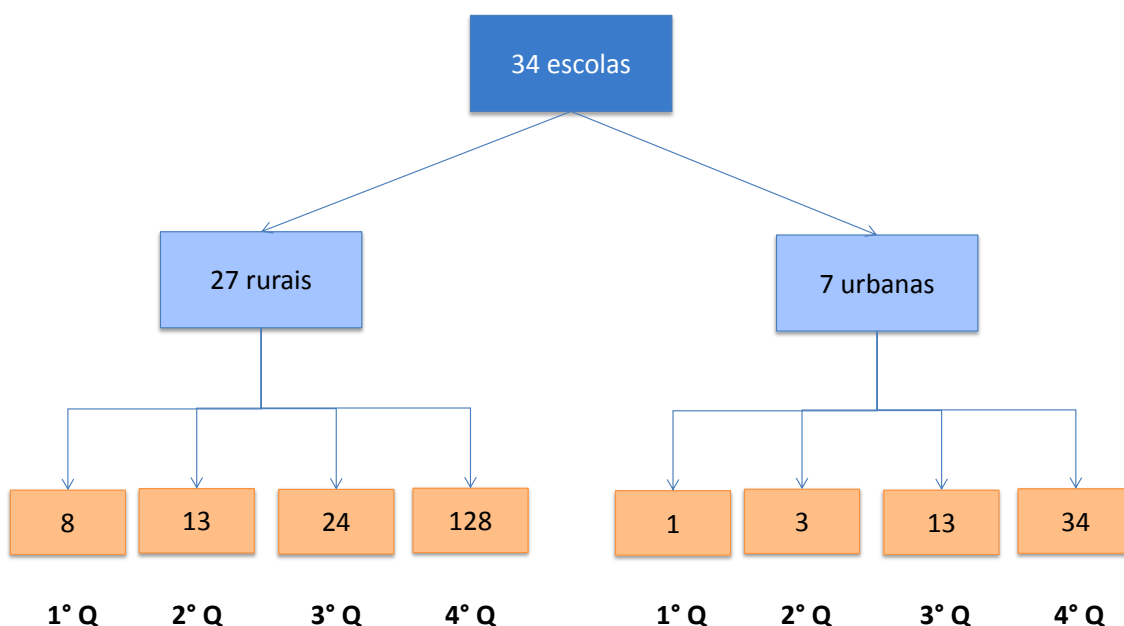 34 escolas
27 rurais
7 urbanas
8 13 24 128 1 3 13 34
1° Q 2° Q 3° Q 4° Q 1° Q 2° Q 3° Q 4° Q